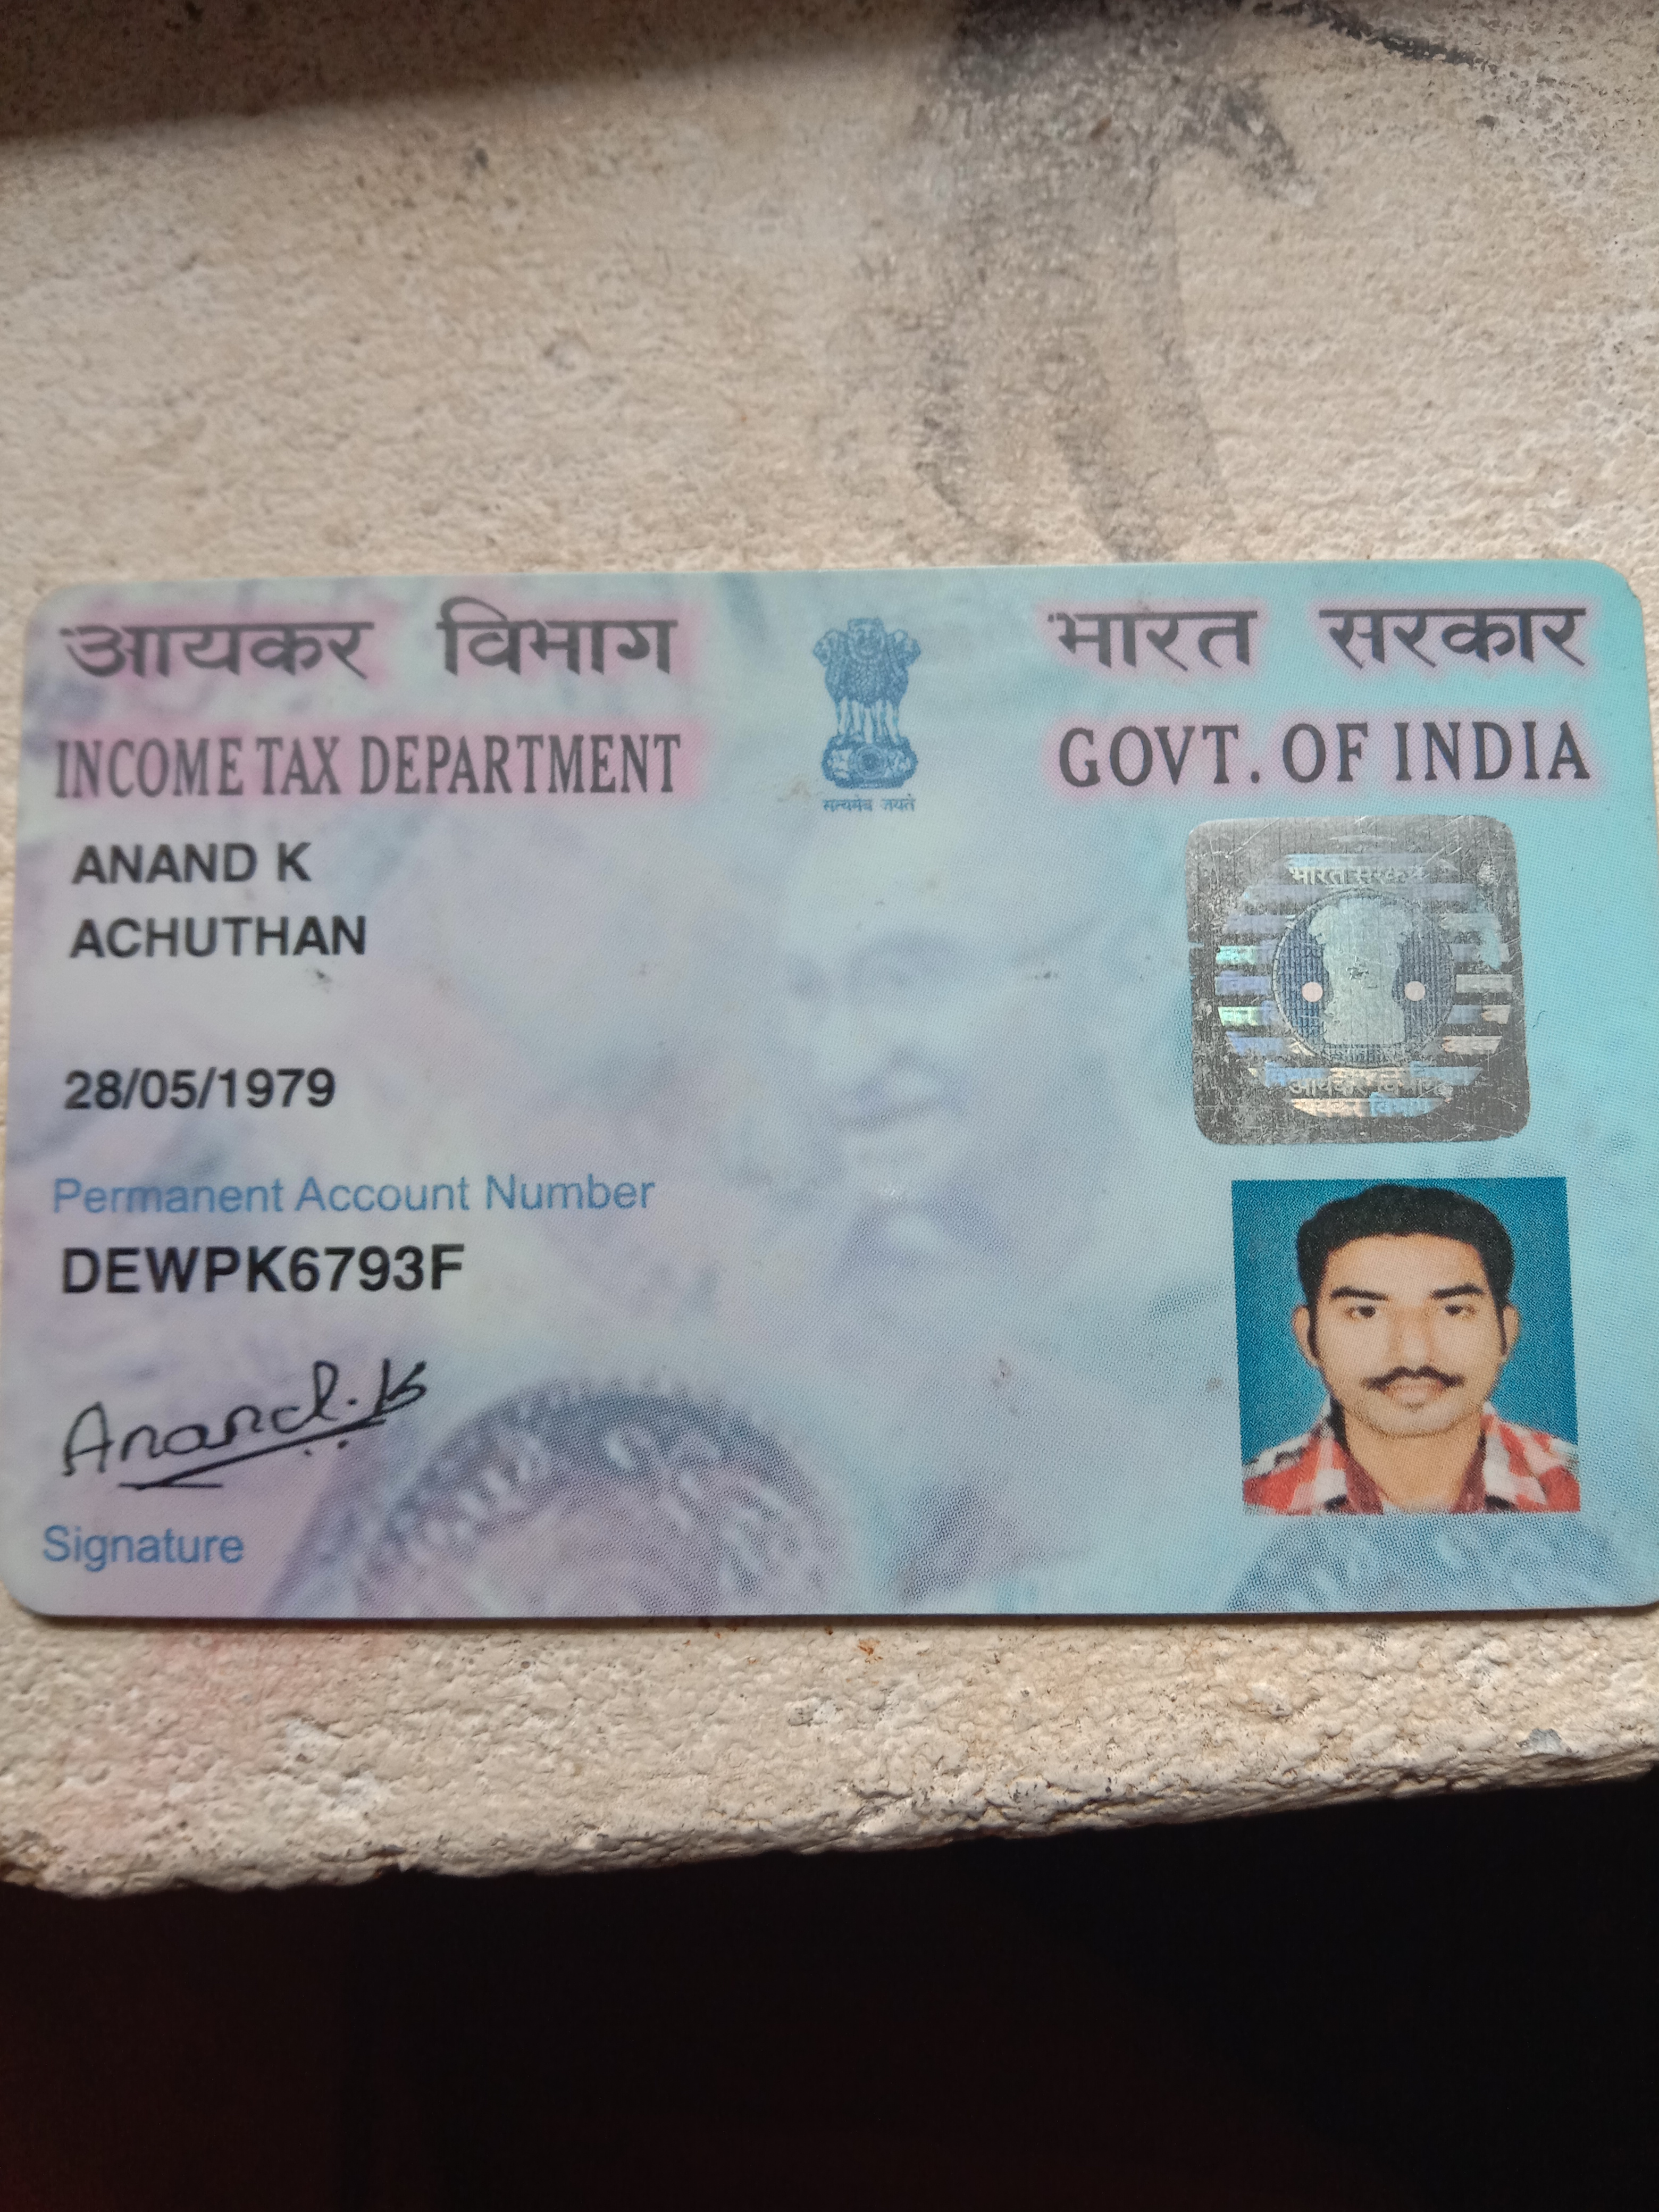 आयकर विभाग
INCOME TAX DEPARTMENT
सत्यमेव जयते
भारत सरकार
GOVT. OF INDIA
ANAND K
ACHUTHAN
28/05/1979
Permanent Account Number
DEWPK6793F
Anand.K
Signature
भारत सरकार
आयकर विभाग